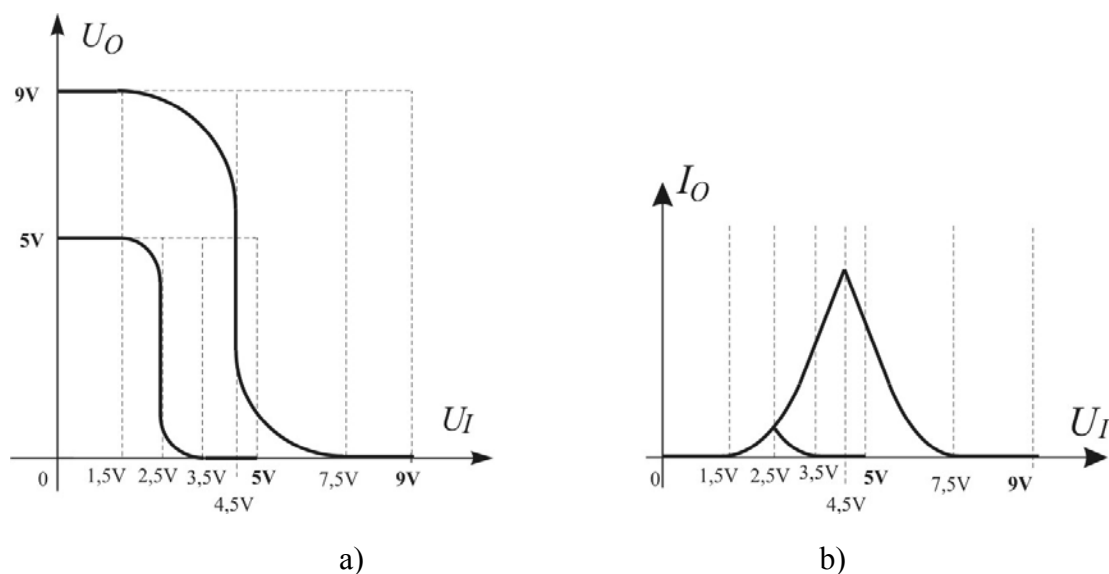 U_O
9V
5V
U_I
0 1,5V 2,5V 3,5V 5V 7,5V 9V
4,5V
a)
I_O
U_I
0 1,5V 2,5V 3,5V 5V 7,5V 9V
4,5V
b)